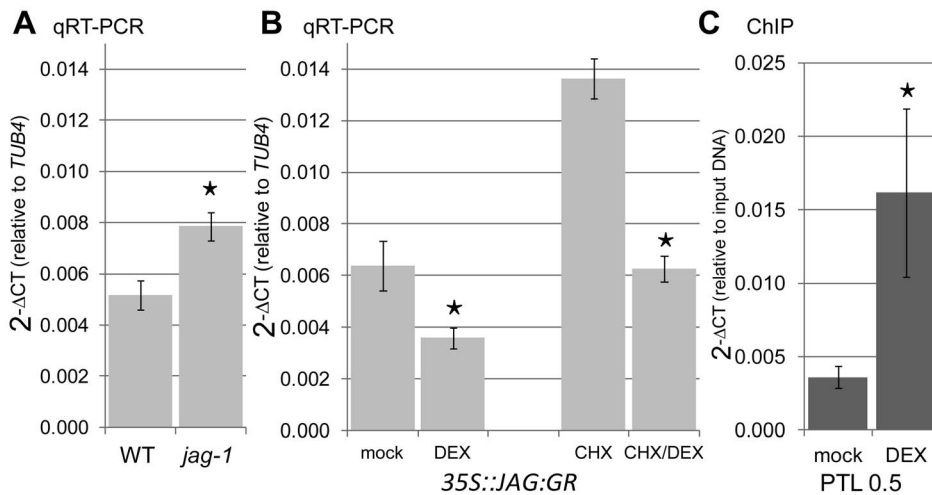 A qRT-PCR
2-ΔCT (relative to TUB4)
0.014
0.012
0.010
0.008
0.006
0.004
0.002
0.000
★
WT jag-1
B qRT-PCR
2-ΔCT (relative to TUB4)
0.014
0.012
0.010
0.008
0.006
0.004
0.002
0.000
★
★
mock DEX CHX CHX/DEX
35S::JAG:GR
C ChIP
2-ΔCT (relative to input DNA)
0.025
0.020
0.015
0.010
0.005
0.000
★
mock DEX
PTL 0.5